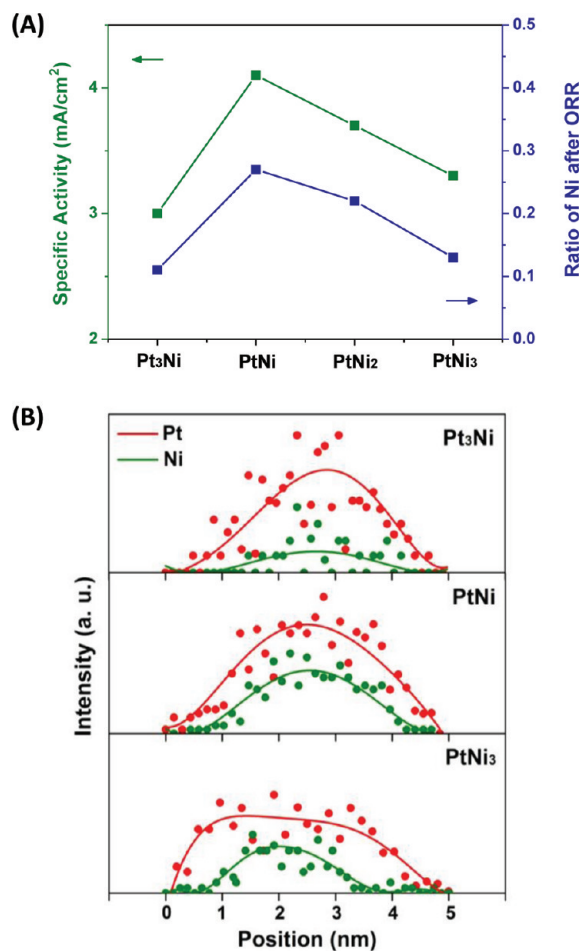 (A)
Specific Activity (mA/cm²)
4
3
2
0.5
0.4
0.3
0.2
0.1
0.0
Ratio of Ni after ORR
Pt₃Ni PtNi PtNi₂ PtNi₃
(B)
Intensity (a. u.)
Pt
Ni
Pt₃Ni
PtNi
PtNi₃
0 1 2 3 4 5
Position (nm)